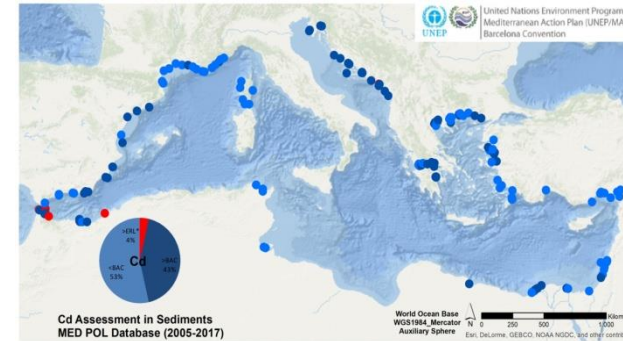 United Nations Environment Program
Mediterranean Action Plan (UNEP/MA
Barcelona Convention
UNEP
>ERL*
4%
Cd
<BAC
53%
>BAC
Cd Assessment in Sediments
MED POL Database (2005-2017)
World Ocean Base
WGS1984_Mercator
Auxiliary Sphere
N
Kilom
0 250 500 1,000
Esri, DeLorme, GEBCO, NOAA NGDC, and other contrib